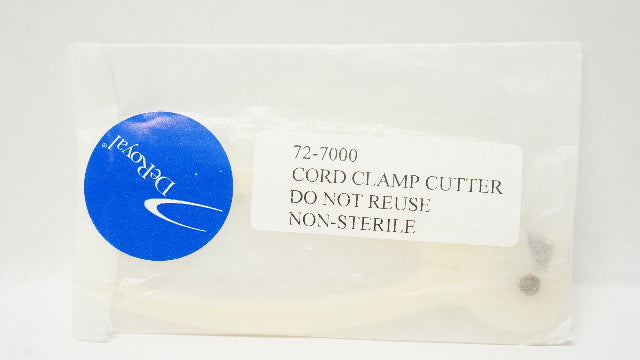 DeRoyal®
72-7000
CORD CLAMP CUTTER
DO NOT REUSE
NON-STERILE